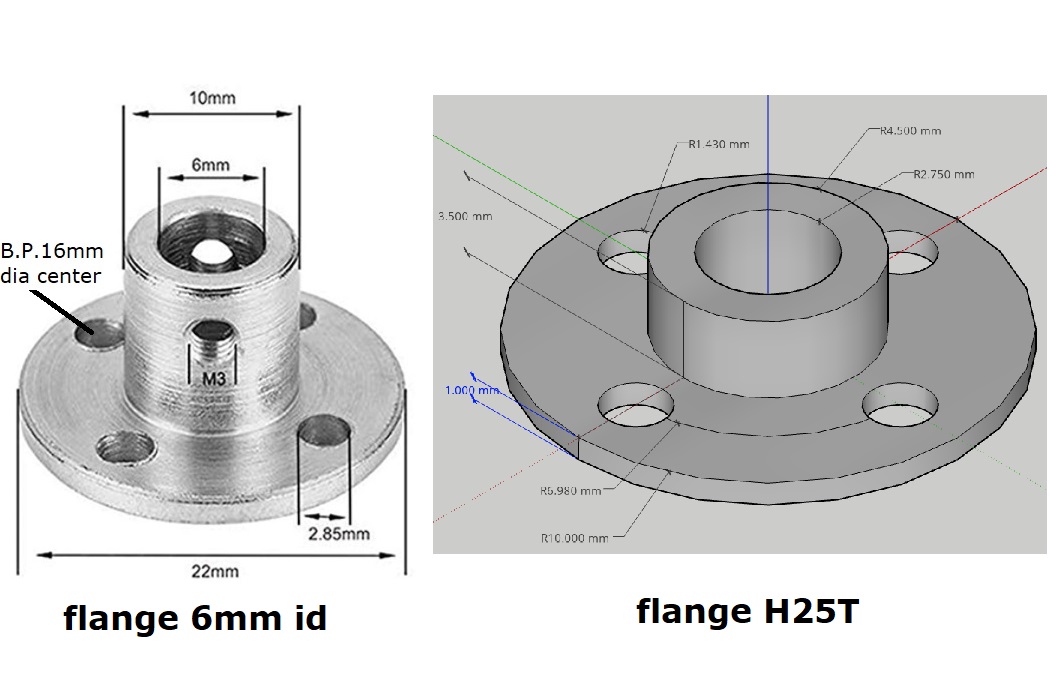 10mm
6mm
B.P.16mm
dia center
M3
2.85mm
22mm
flange 6mm id
R1.430 mm
R4.500 mm
R2.750 mm
3.500 mm
1.000 mm
R6.980 mm
R10.000 mm
flange H25T